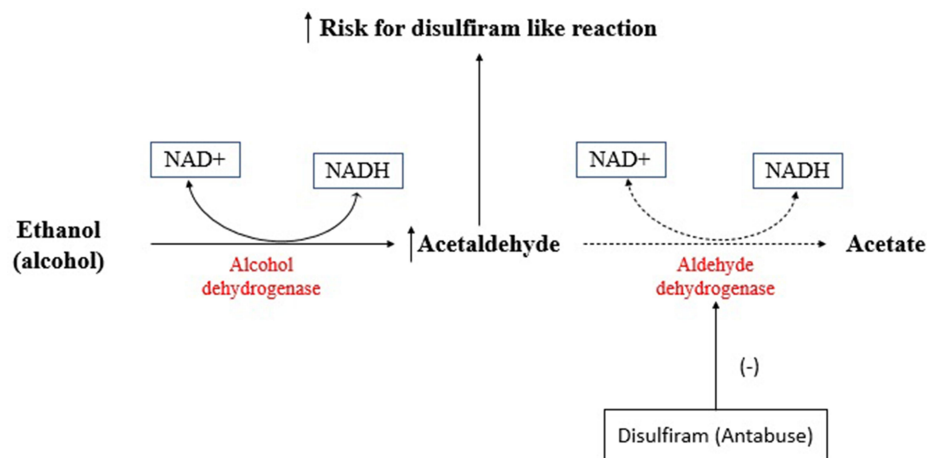 ↑ Risk for disulfiram like reaction
NAD+
NADH
NAD+
NADH
Ethanol
(alcohol)
↑ Acetaldehyde
Acetate
Alcohol
dehydrogenase
Aldehyde
dehydrogenase
(-)
Disulfiram (Antabuse)